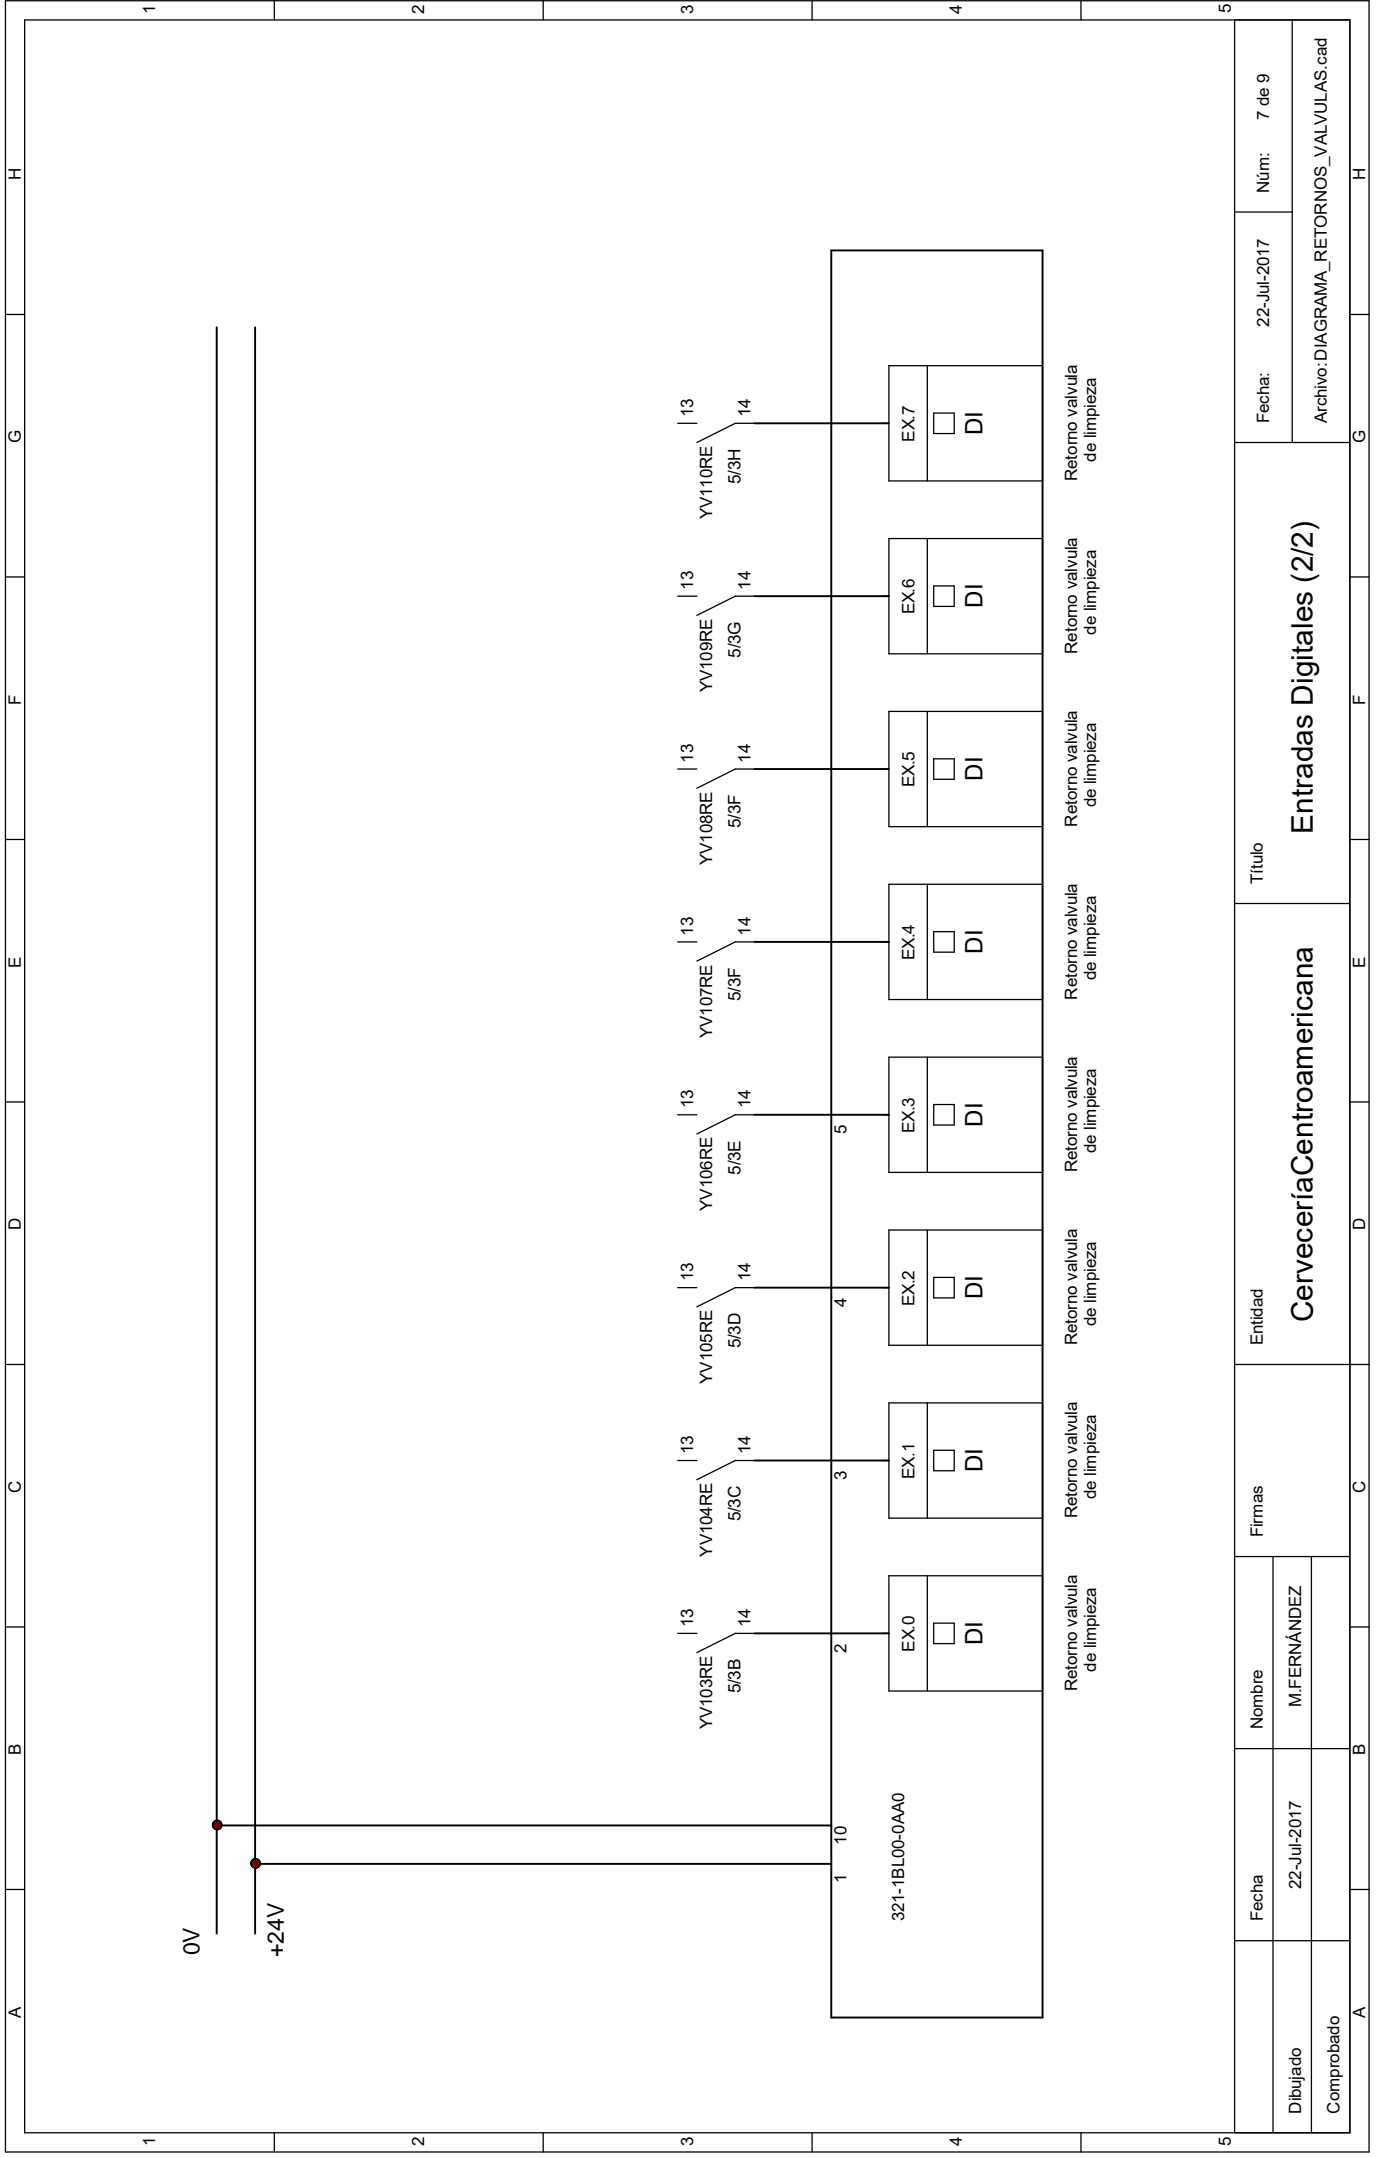 A
B
C
D
E
F
G
H
1
1
0V
+24V
2
2
3
3
13
13
13
13
13
13
13
13
YV103RE
YV104RE
YV105RE
YV106RE
YV107RE
YV108RE
YV109RE
YV110RE
5/3B
5/3C
5/3D
5/3E
5/3F
5/3F
5/3G
5/3H
14
14
14
14
14
14
14
14
1
10
2
3
4
5
321-1BL00-0AA0
EX.0
EX.1
EX.2
EX.3
EX.4
EX.5
EX.6
EX.7
4
4
DI
DI
DI
DI
DI
DI
DI
DI
Retorno valvula
de limpieza
Retorno valvula
de limpieza
Retorno valvula
de limpieza
Retorno valvula
de limpieza
Retorno valvula
de limpieza
Retorno valvula
de limpieza
Retorno valvula
de limpieza
Retorno valvula
de limpieza
5
5
Fecha
Nombre
Firmas
Entidad
Título
Fecha:
22-Jul-2017
Núm:
7 de 9
Dibujado
22-Jul-2017
M.FERNÁNDEZ
CerveceríaCentroamericana
Entradas Digitales (2/2)
Comprobado
Archivo:DIAGRAMA_RETORNOS_VALVULAS.cad
A
B
C
D
E
F
G
H